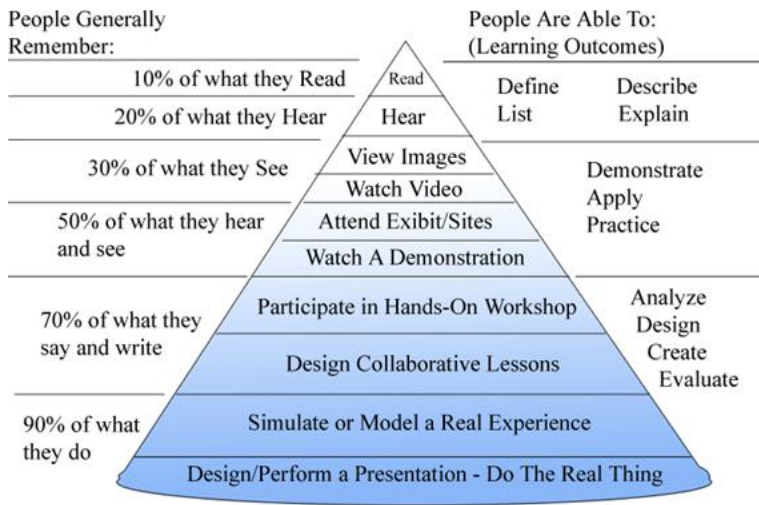 People Generally
Remember:
10% of what they Read
20% of what they Hear
30% of what they See
50% of what they hear
and see
70% of what they
say and write
90% of what
they do
Read
Hear
View Images
Watch Video
Attend Exibit/Sites
Watch A Demonstration
Participate in Hands-On Workshop
Design Collaborative Lessons
Simulate or Model a Real Experience
Design/Perform a Presentation - Do The Real Thing
People Are Able To:
(Learning Outcomes)
Define Describe
List Explain
Demonstrate
Apply
Practice
Analyze
Design
Create
Evaluate